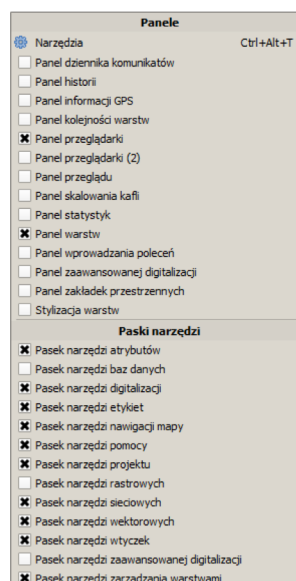 Panele
Narzędzia Ctrl+Alt+T
Panel dziennika komunikatów
Panel historii
Panel informacji GPS
Panel kolejności warstw
Panel przeglądarki
Panel przeglądarki (2)
Panel przeglądu
Panel skalowania kafli
Panel statystyk
Panel warstw
Panel wprowadzania poleceń
Panel zaawansowanej digitalizacji
Panel zakładek przestrzennych
Stylizacja warstw
Paski narzędzi
Pasek narzędzi atrybutów
Pasek narzędzi baz danych
Pasek narzędzi digitalizacji
Pasek narzędzi etykiet
Pasek narzędzi nawigacji mapy
Pasek narzędzi pomocy
Pasek narzędzi projektu
Pasek narzędzi rastrowych
Pasek narzędzi sieciowych
Pasek narzędzi wektorowych
Pasek narzędzi wtyczek
Pasek narzędzi zaawansowanej digitalizacji
Pasek narzędzi zarządzania warstwami